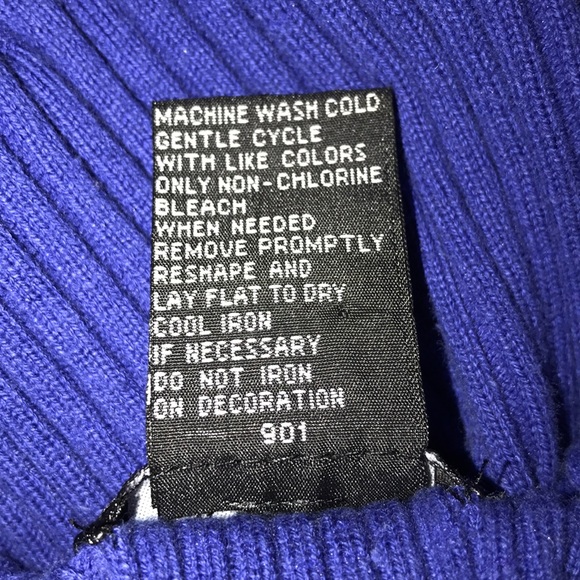 MACHINE WASH COLD
GENTLE CYCLE
WITH LIKE COLORS
ONLY NON-CHLORINE
BLEACH
WHEN NEEDED
REMOVE PROMPTLY
RESHAPE AND
LAY FLAT TO DRY
COOL IRON
IF NECESSARY
DO NOT IRON
ON DECORATION
901